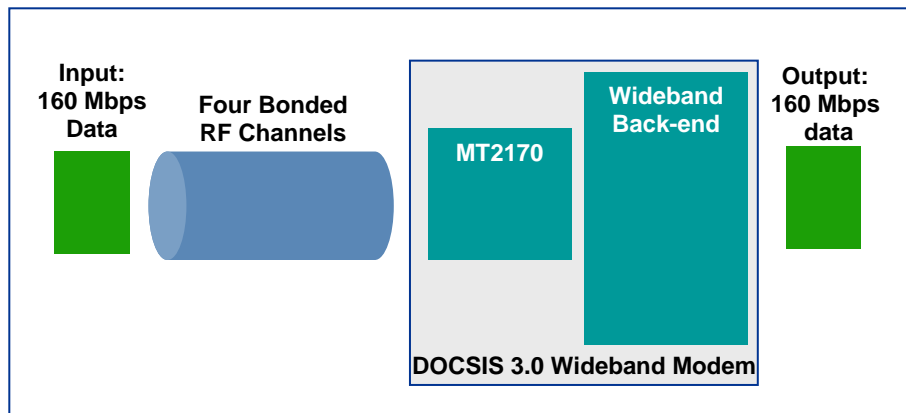 Input:
160 Mbps
Data
Four Bonded
RF Channels
MT2170
Wideband
Back-end
Output:
160 Mbps
data
DOCSIS 3.0 Wideband Modem